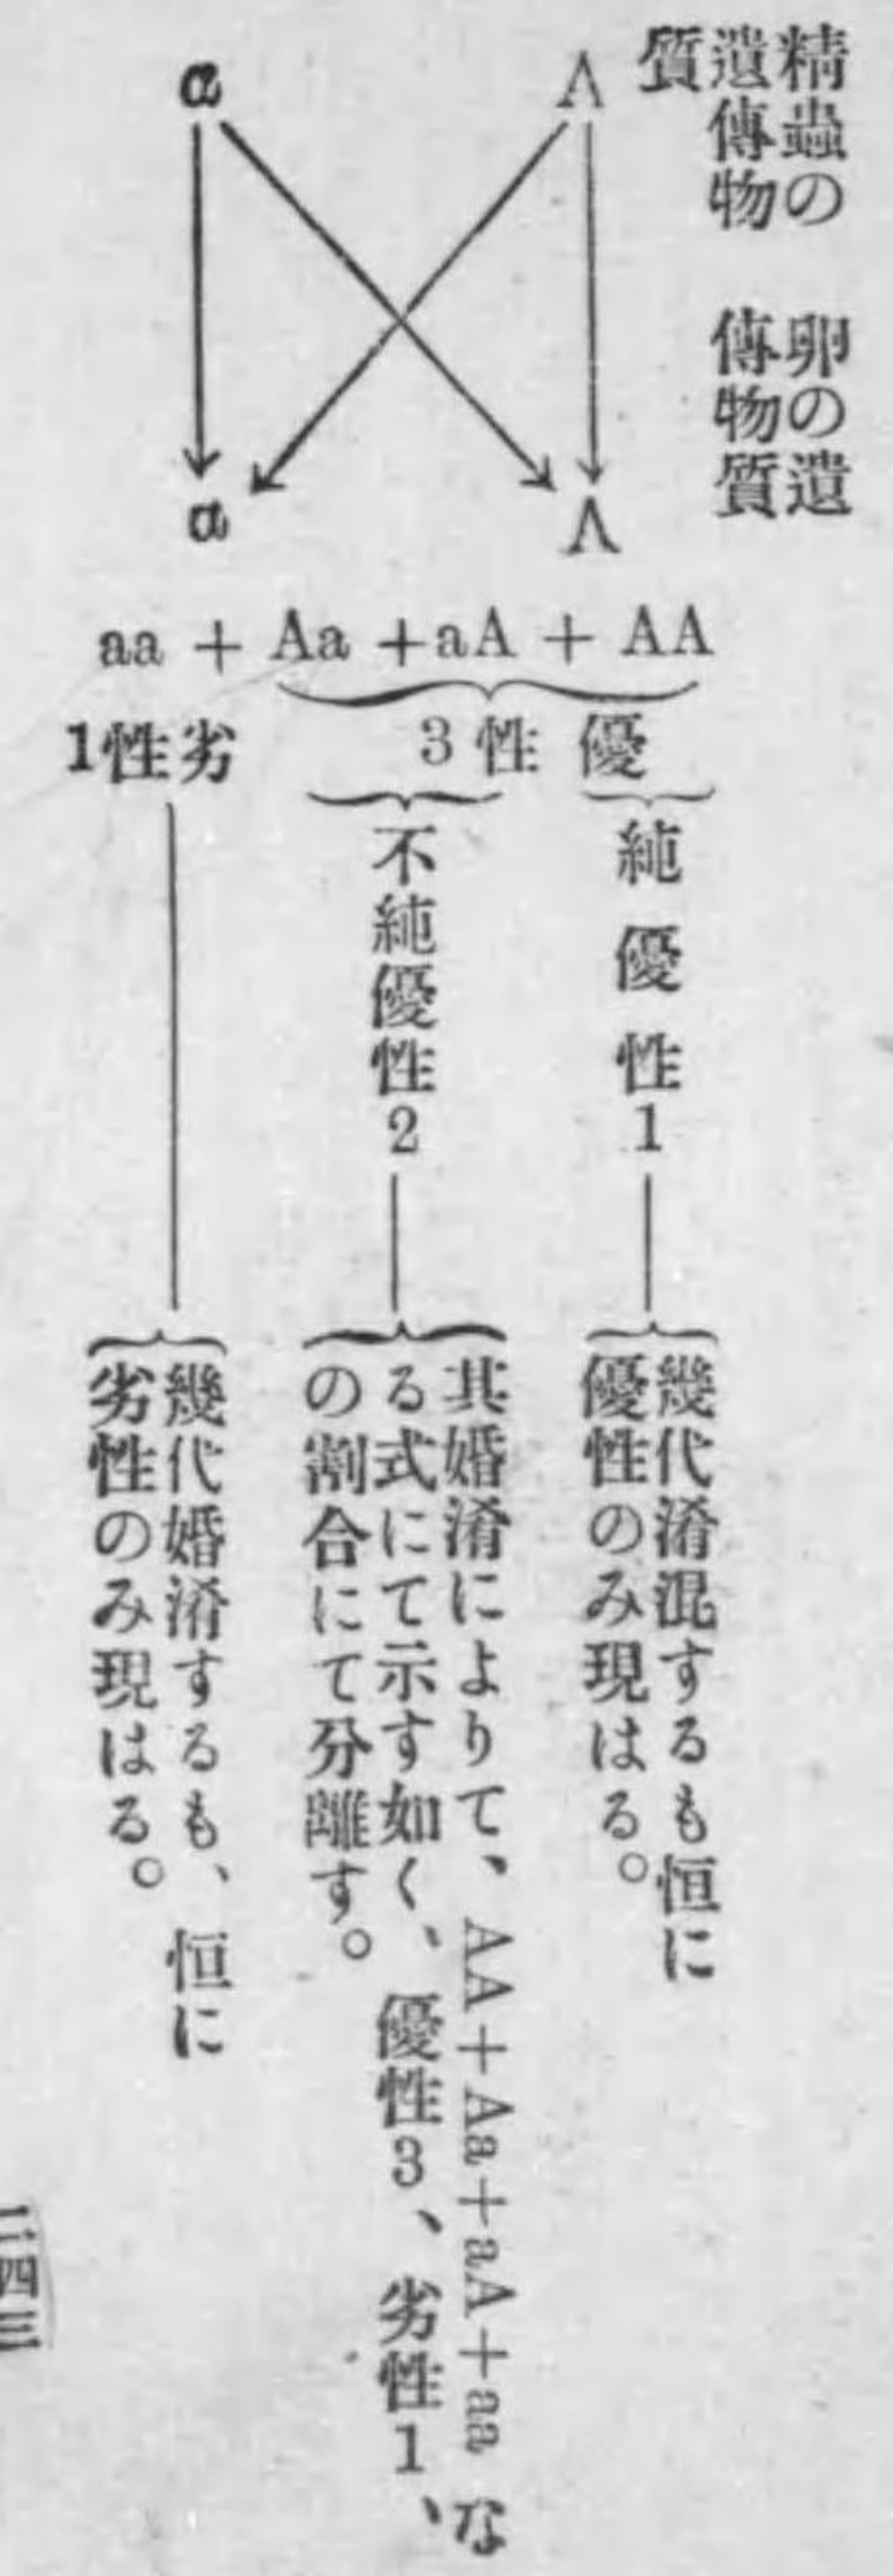 精蟲の
遺傳物
質
卵の遺
傳物質
A
a
A
a
aa + Aa + aA + AA
優性3
劣性1
純優性1
幾代淆混するも恒に
優性のみ現はる。
不純優性2
其婚淆によりて、AA+Aa+aA+aaな
る式にて示す如く、優性3、劣性1、
の割合にて分離す。
幾代婚淆するも、恒に
劣性のみ現はる。
二四三